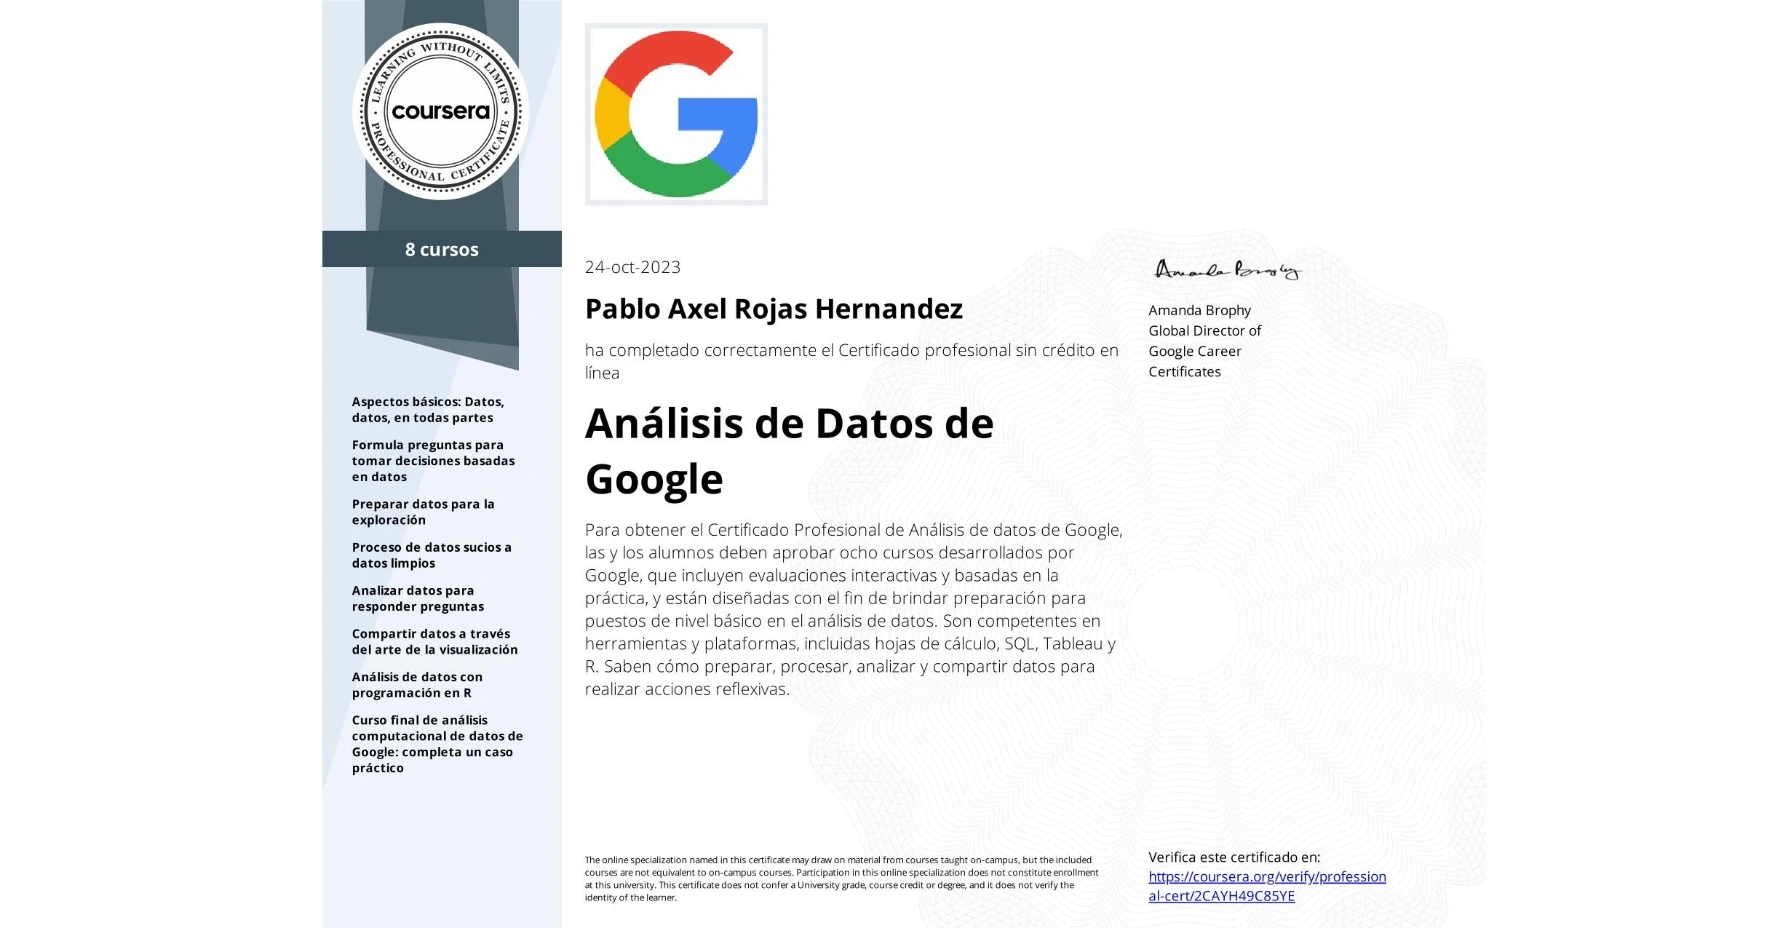 LEARNING WITHOUT LIMITS
coursera
PROFESSIONAL CERTIFICATE
8 cursos
Aspectos básicos: Datos,
datos, en todas partes
Formula preguntas para
tomar decisiones basadas
en datos
Preparar datos para la
exploración
Proceso de datos sucios a
datos limpios
Analizar datos para
responder preguntas
Compartir datos a través
del arte de la visualización
Análisis de datos con
programación en R
Curso final de análisis
computacional de datos de
Google: completa un caso
práctico
24-oct-2023
Pablo Axel Rojas Hernandez
ha completado correctamente el Certificado profesional sin crédito en
línea
Análisis de Datos de
Google
Para obtener el Certificado Profesional de Análisis de datos de Google,
las y los alumnos deben aprobar ocho cursos desarrollados por
Google, que incluyen evaluaciones interactivas y basadas en la
práctica, y están diseñadas con el fin de brindar preparación para
puestos de nivel básico en el análisis de datos. Son competentes en
herramientas y plataformas, incluidas hojas de cálculo, SQL, Tableau y
R. Saben cómo preparar, procesar, analizar y compartir datos para
realizar acciones reflexivas.
The online specialization named in this certificate may draw on material from courses taught on-campus, but the included
courses are not equivalent to on-campus courses. Participation in this online specialization does not constitute enrollment
at this university. This certificate does not confer a University grade, course credit or degree, and it does not verify the
identity of the learner.
Amanda Brophy
Amanda Brophy
Global Director of
Google Career
Certificates
Verifica este certificado en:
https://coursera.org/verify/profession
al-cert/2CAYH49C85YE